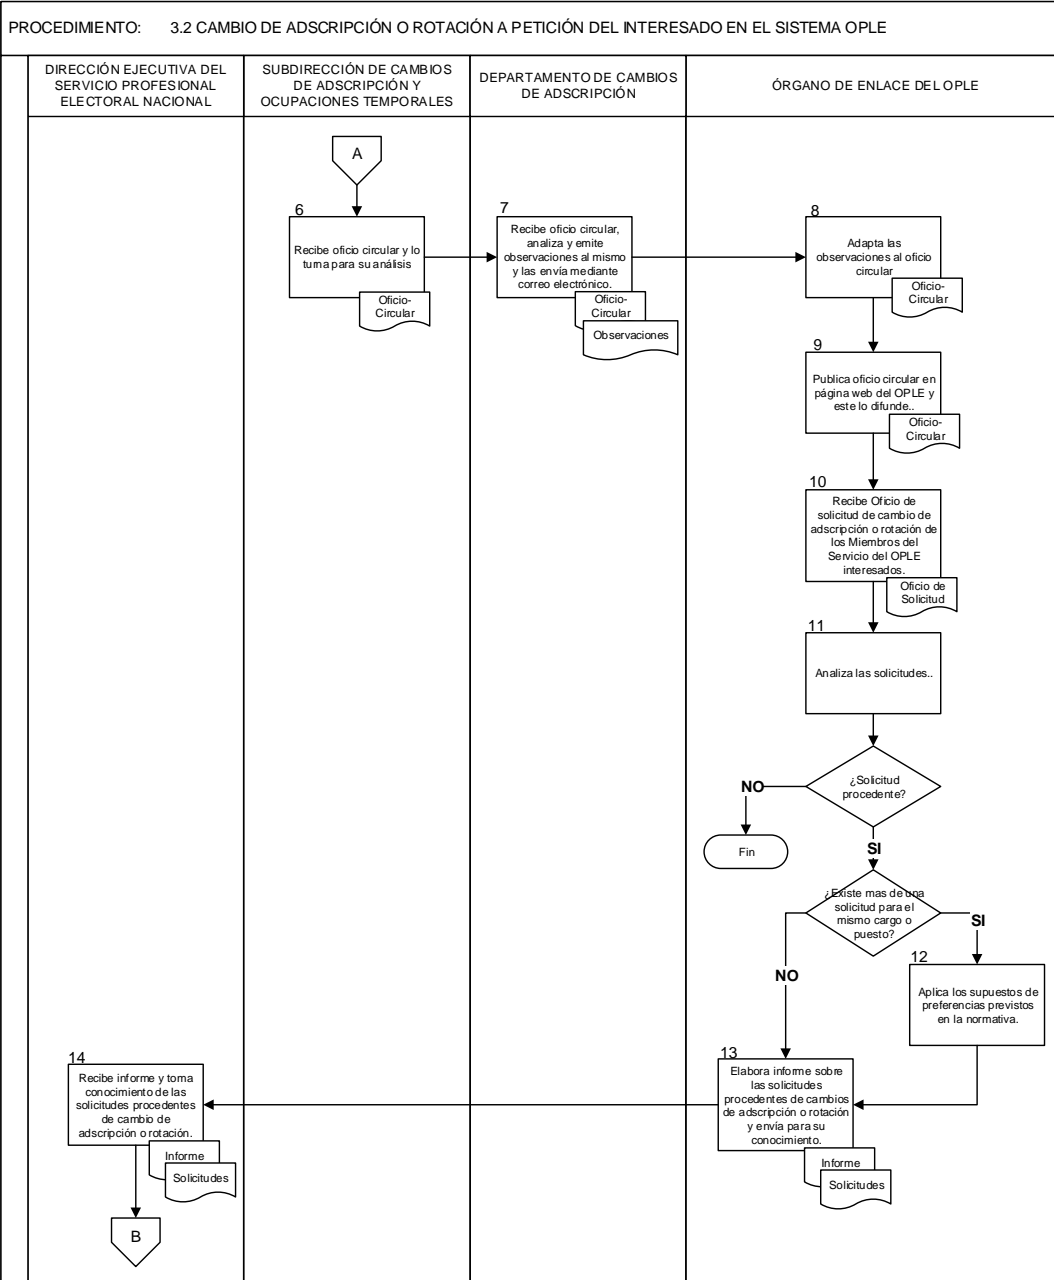 PROCEDIMIENTO: 3.2 CAMBIO DE ADSCRIPCIÓN O ROTACIÓN A PETICIÓN DEL INTERESADO EN EL SISTEMA OPLE
DIRECCIÓN EJECUTIVA DEL
SERVICIO PROFESIONAL
ELECTORAL NACIONAL
SUBDIRECCIÓN DE CAMBIOS
DE ADSCRIPCIÓN Y
OCUPACIONES TEMPORALES
DEPARTAMENTO DE CAMBIOS
DE ADSCRIPCIÓN
ÓRGANO DE ENLACE DEL OPLE
A
6
Recibe oficio circular y lo
turna para su análisis
Oficio-
Circular
7
Recibe oficio circular,
analiza y emite
observaciones al mismo
y las envía mediante
correo electrónico.
Oficio-
Circular
Observaciones
8
Adapta las
observaciones al oficio
circular
Oficio-
Circular
9
Publica oficio circular en
página web del OPLE y
este lo difunde..
Oficio-
Circular
10
Recibe Oficio de
solicitud de cambio de
adscripción o rotación de
los Miembros del
Servicio del OPLE
interesados.
Oficio de
Solicitud
11
Analiza las solicitudes..
¿Solicitud
procedente?
NO
Fin
SI
¿Existe mas de una
solicitud para el
mismo cargo o
puesto?
SI
NO
12
Aplica los supuestos de
preferencias previstos
en la normativa.
13
Elabora informe sobre
las solicitudes
procedentes de cambios
de adscripción o rotación
y envía para su
conocimiento.
Informe
Solicitudes
14
Recibe informe y toma
conocimiento de las
solicitudes procedentes
de cambio de
adscripción o rotación.
Informe
Solicitudes
B